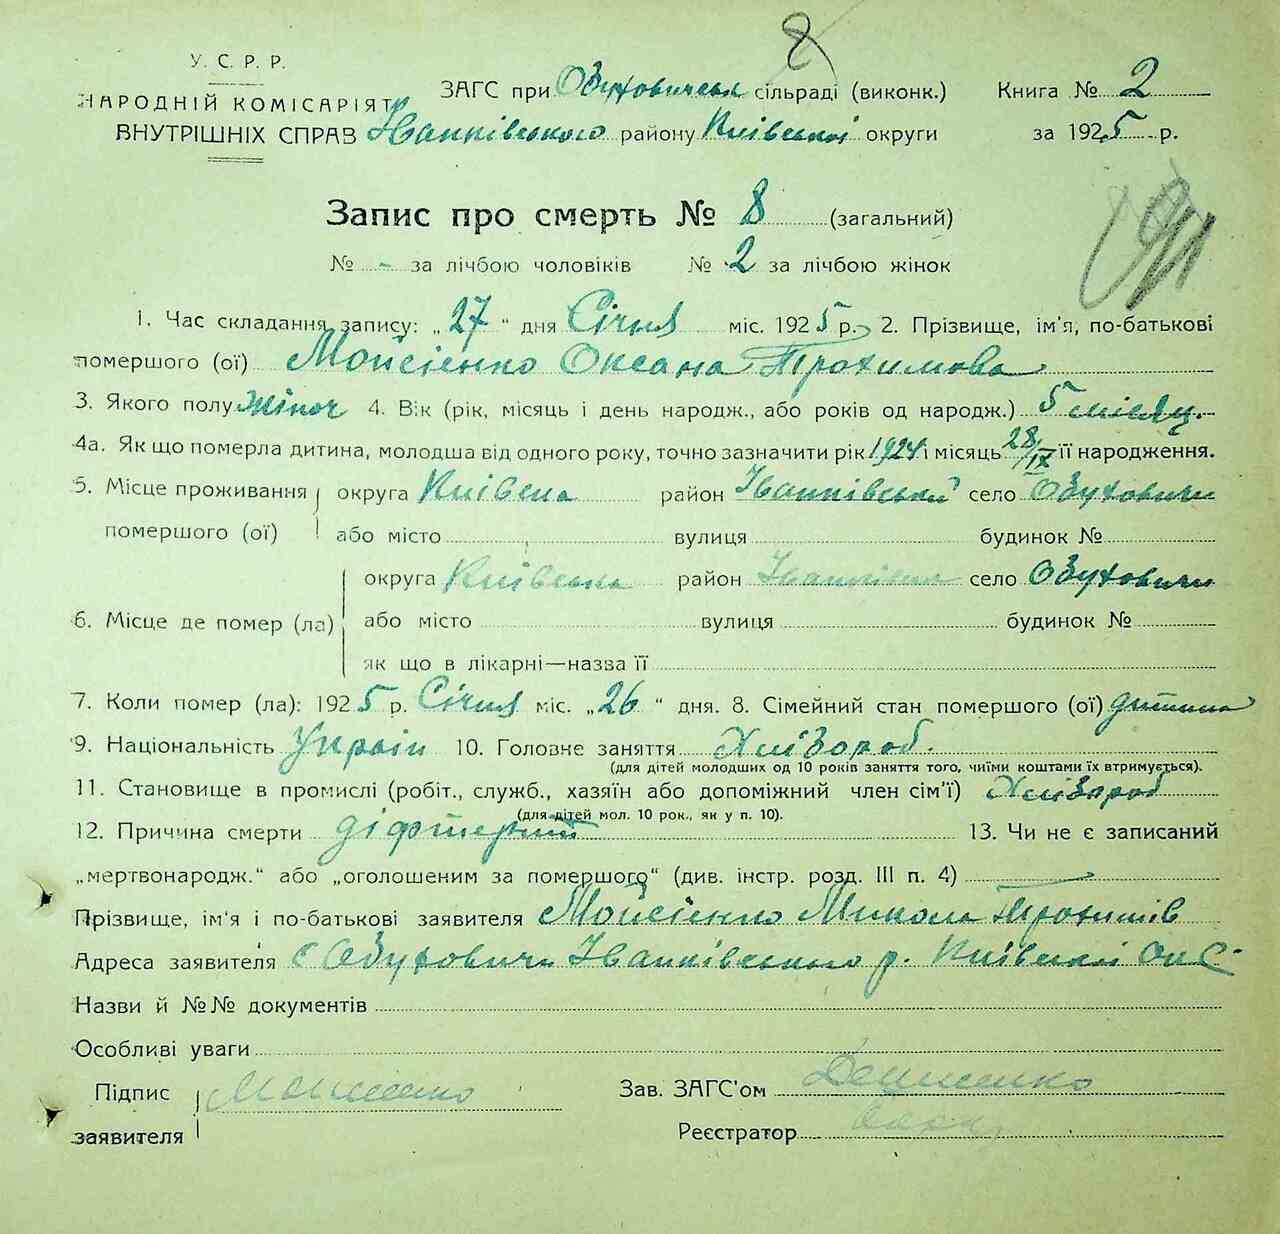 8
У. С. Р. Р.
НАРОДНІЙ КОМІСАРІЯТ
ВНУТРІШНІХ СПРАВ
ЗАГС при Обуховичськ сільраді (виконк.) Книга № 2
Іванківського району Київської округи за 1925 р.
Запис про смерть № 8 (загальний)
№ - за лічбою чоловіків № 2 за лічбою жінок
1. Час складання запису: „27“ дня Січня міс. 1925 р. 2. Прізвище, ім'я, по-батькові
помершого (ої) Мойсієнко Оксана Трохимова
3. Якого полу Жіноч 4. Вік (рік, місяць і день народж., або років од народж.) 5 місяц.
4а. Як що померла дитина, молодша від одного року, точно зазначити рік 1924 і місяць 28/IX її народження.
5. Місце проживання округа Київська район Іванківський село Обуховичи
помершого (ої) або місто вулиця будинок №
округа Київська район Іванківськ село Обуховичи
6. Місце де помер (ла) або місто вулиця будинок №
як що в лікарні—назва її
7. Коли помер (ла): 1925 р. Січня міс. „26“ дня. 8. Сімейний стан помершого (ої) дитина
9. Національність Україн 10. Головне заняття Хлібороб.
(для дітей молодших од 10 років заняття того, чиїми коштами їх втримується).
11. Становище в промислі (робіт., служб., хазяїн або допоміжний член сім'ї) Хлібороб
(для дітей мол. 10 рок., як у п. 10).
12. Причина смерти діфтерит 13. Чи не є записаний
„мертвонародж.“ або „оголошеним за помершого“ (див. інстр. розд. III п. 4) —
Прізвище, ім'я і по-батькові заявителя Мойсієнко Микола Трохимів
Адреса заявителя с Обуховичи Іванківського р. Київської окс
Назви й №№ документів
Особливі уваги
Підпис Мойсієнко Зав. ЗАГС'ом Денисенко
заявителя Реєстратор